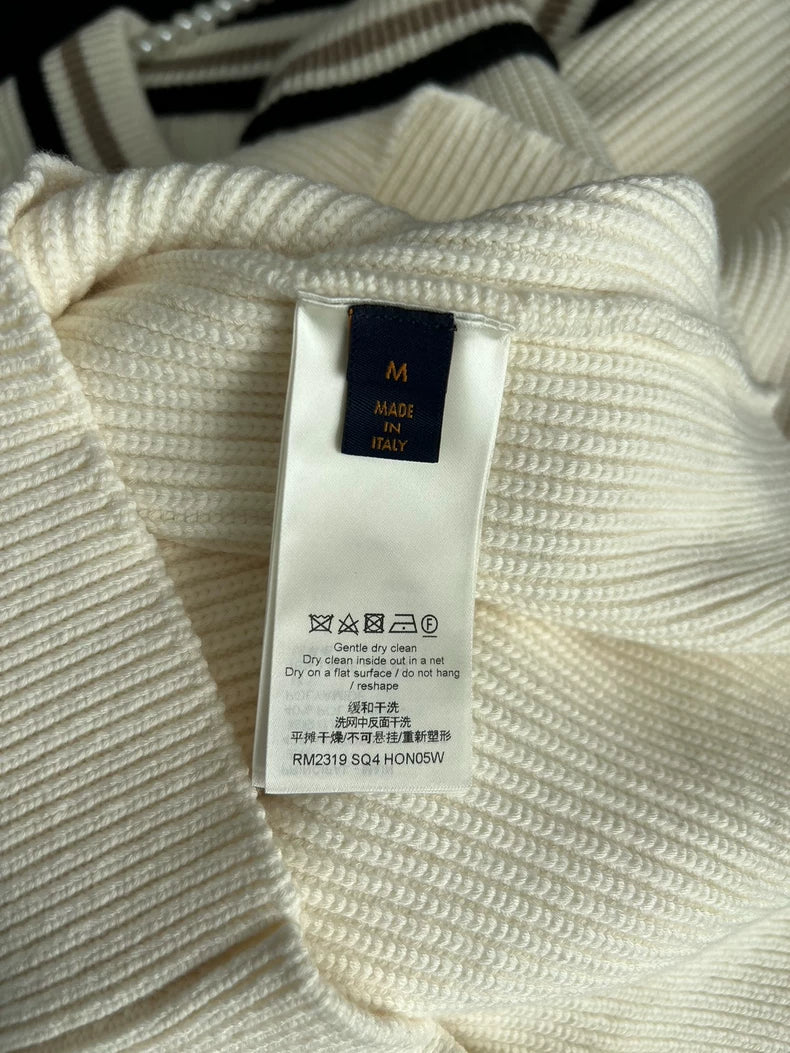 M
MADE
IN
ITALY
F
Gentle dry clean
Dry clean inside out in a net
Dry on a flat surface / do not hang
/ reshape
缓和干洗
洗网中反面干洗
平摊干燥/不可悬挂/重新塑形
RM2319 SQ4 HON05W